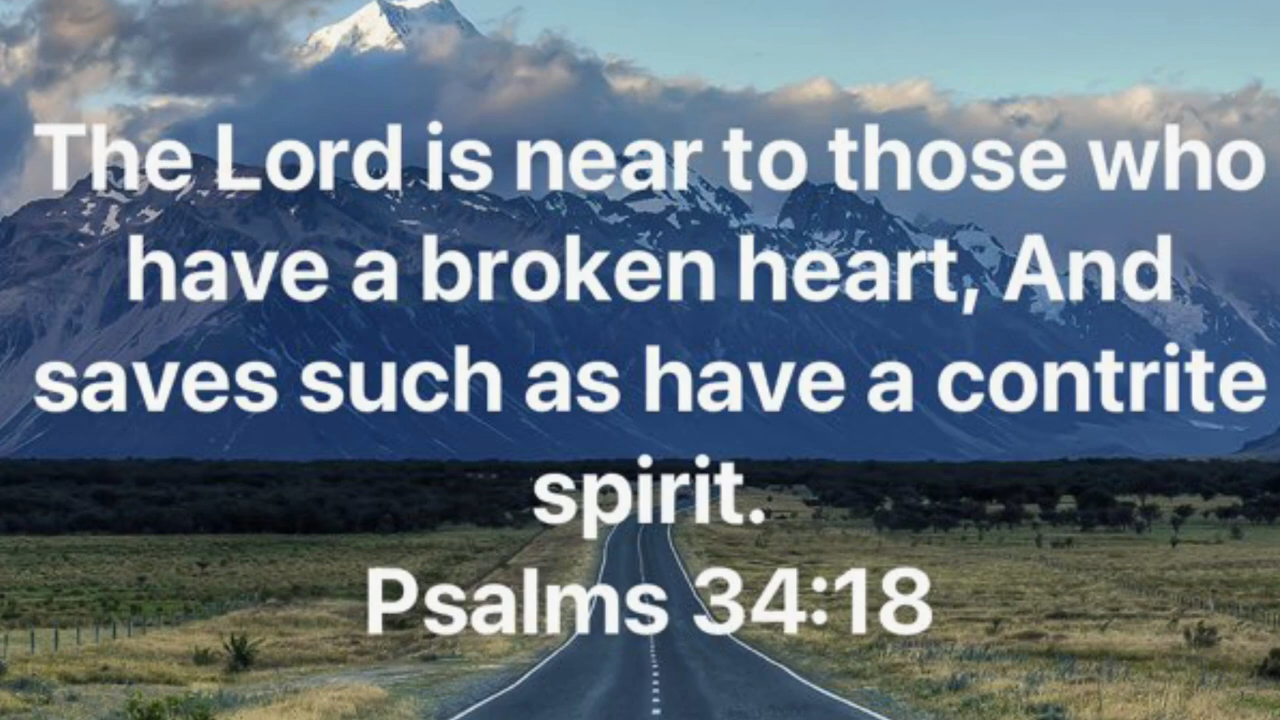 The Lord is near to those who
have a broken heart, And
saves such as have a contrite
spirit.
Psalms 34:18